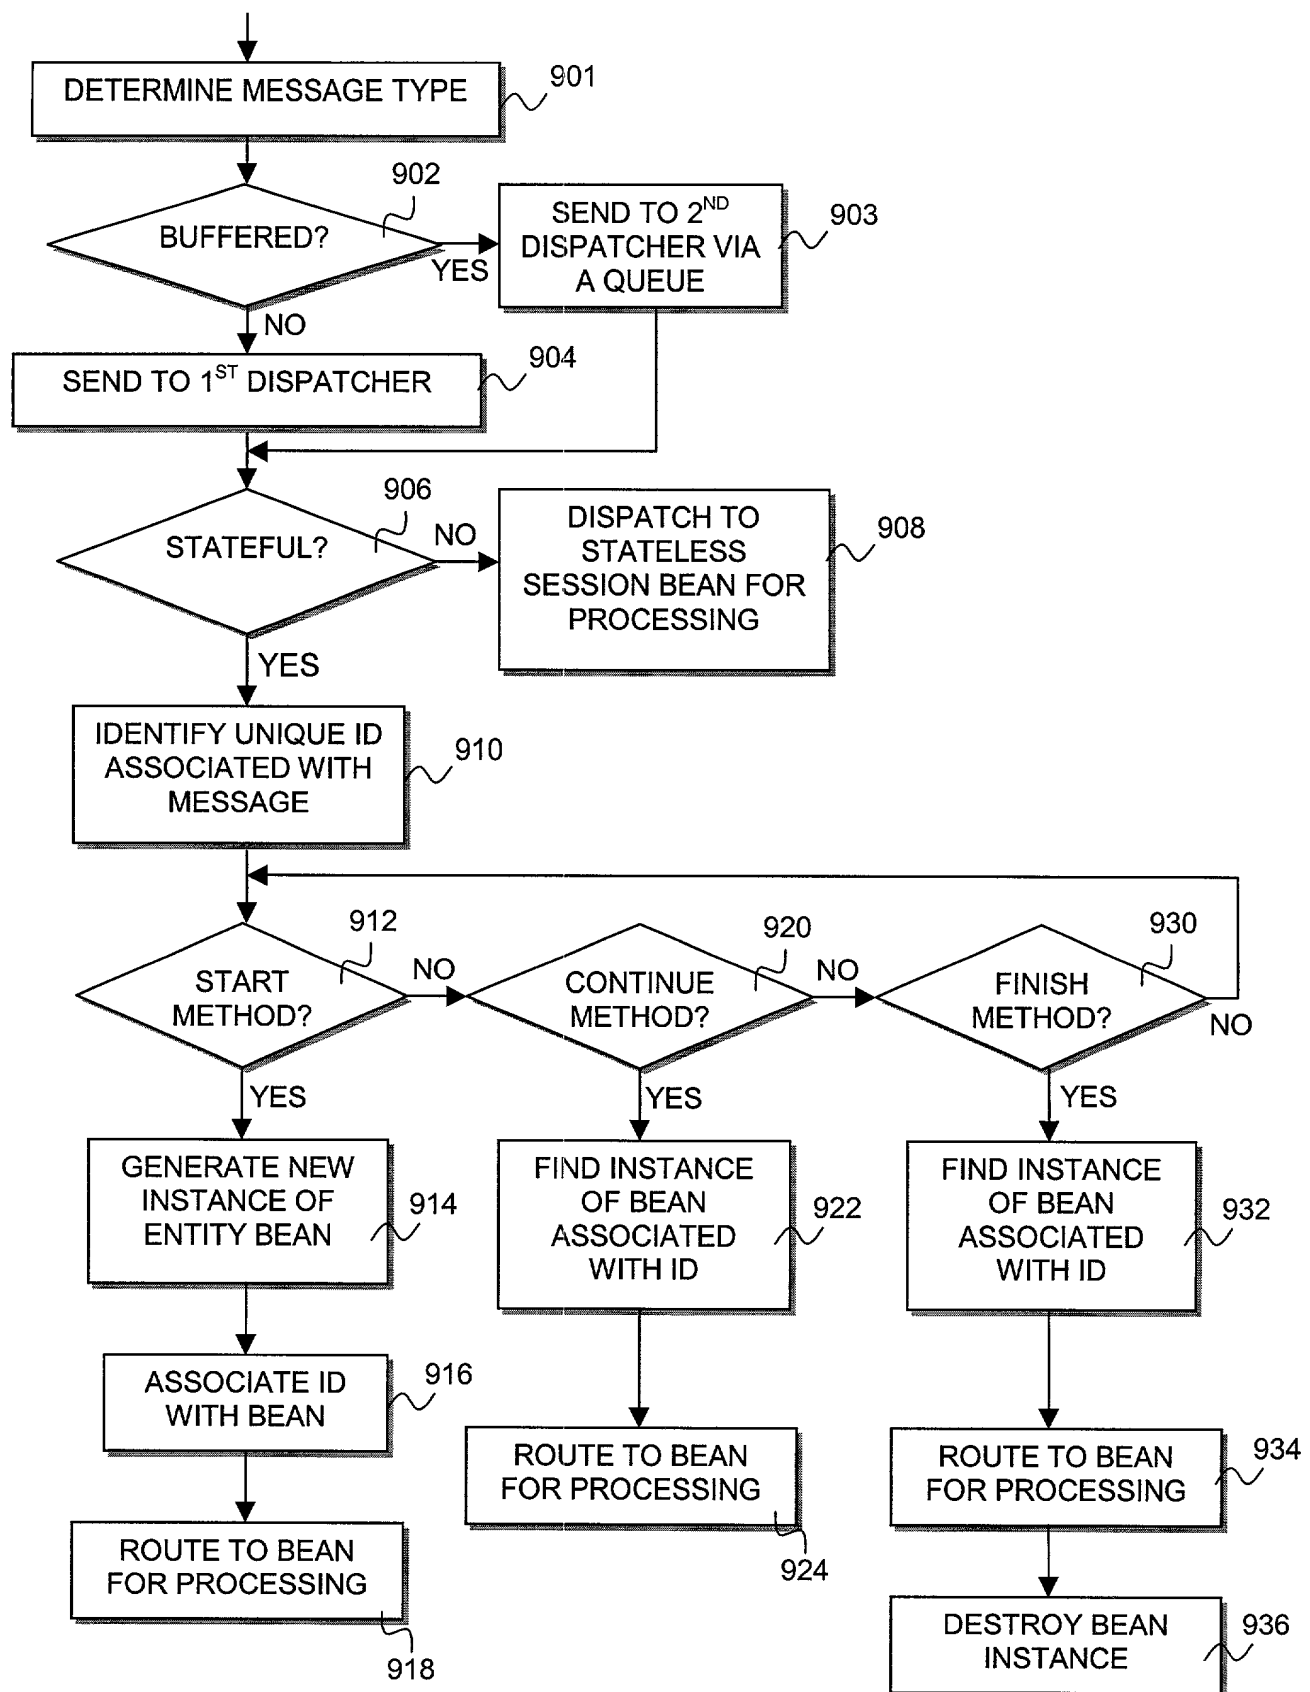 DETERMINE MESSAGE TYPE
901
902
BUFFERED?
YES
SEND TO 2ND
DISPATCHER VIA
A QUEUE
903
NO
SEND TO 1ST DISPATCHER
904
906
STATEFUL?
NO
DISPATCH TO
STATELESS
SESSION BEAN FOR
PROCESSING
908
YES
IDENTIFY UNIQUE ID
ASSOCIATED WITH
MESSAGE
910
912
START
METHOD?
NO
920
CONTINUE
METHOD?
NO
930
FINISH
METHOD?
NO
YES
YES
YES
GENERATE NEW
INSTANCE OF
ENTITY BEAN
914
FIND INSTANCE
OF BEAN
ASSOCIATED
WITH ID
922
FIND INSTANCE
OF BEAN
ASSOCIATED
WITH ID
932
ASSOCIATE ID
WITH BEAN
916
ROUTE TO BEAN
FOR PROCESSING
924
ROUTE TO BEAN
FOR PROCESSING
934
ROUTE TO BEAN
FOR PROCESSING
918
DESTROY BEAN
INSTANCE
936